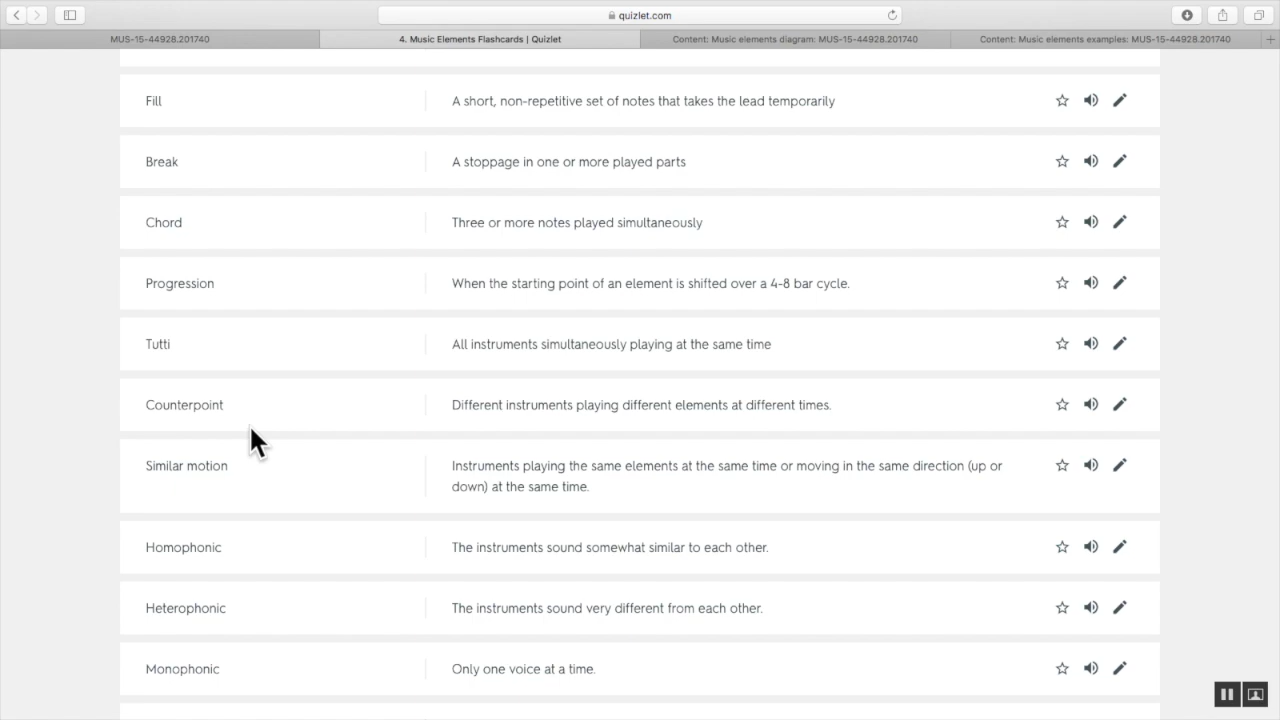 quizlet.com
MUS-15-44928.201740
4. Music Elements Flashcards | Quizlet
Content: Music elements diagram: MUS-15-44928.201740
Content: Music elements examples: MUS-15-44928.201740
Fill
A short, non-repetitive set of notes that takes the lead temporarily
Break
A stoppage in one or more played parts
Chord
Three or more notes played simultaneously
Progression
When the starting point of an element is shifted over a 4-8 bar cycle.
Tutti
All instruments simultaneously playing at the same time
Counterpoint
Different instruments playing different elements at different times.
Similar motion
Instruments playing the same elements at the same time or moving in the same direction (up or
down) at the same time.
Homophonic
The instruments sound somewhat similar to each other.
Heterophonic
The instruments sound very different from each other.
Monophonic
Only one voice at a time.